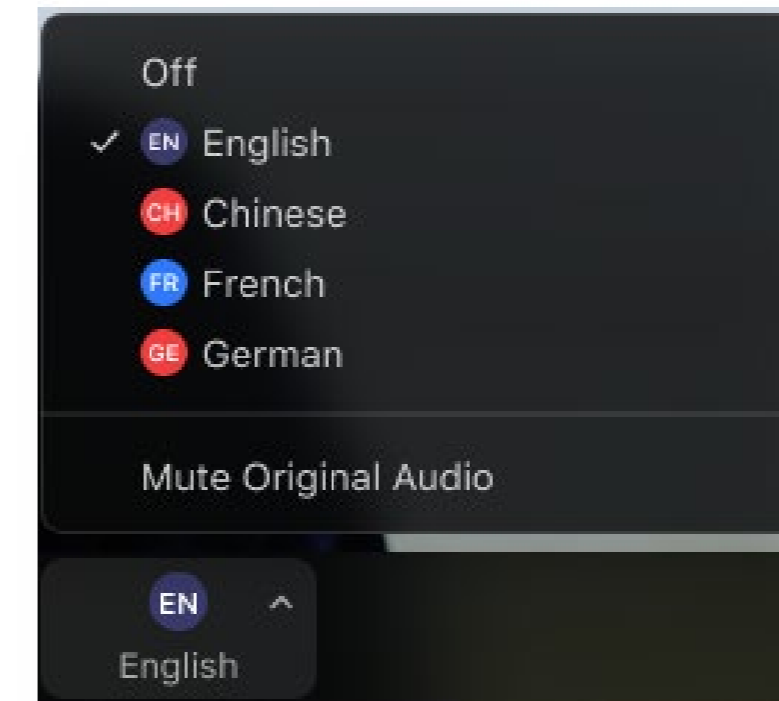 Off
EN English
CH Chinese
FR French
GE German
Mute Original Audio
EN
English